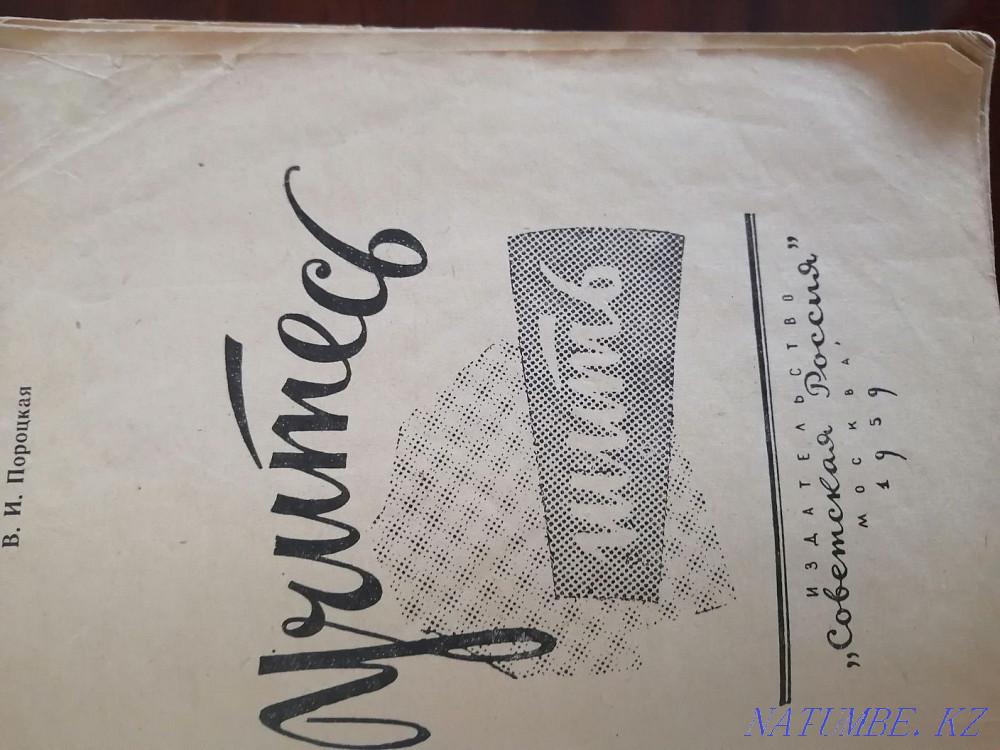 В. И. Пороцкая
Учитесь
шить
ИЗДАТЕЛЬСТВО
„Советская Россия”
МОСКВА,
1959
NATUMBE.KZ